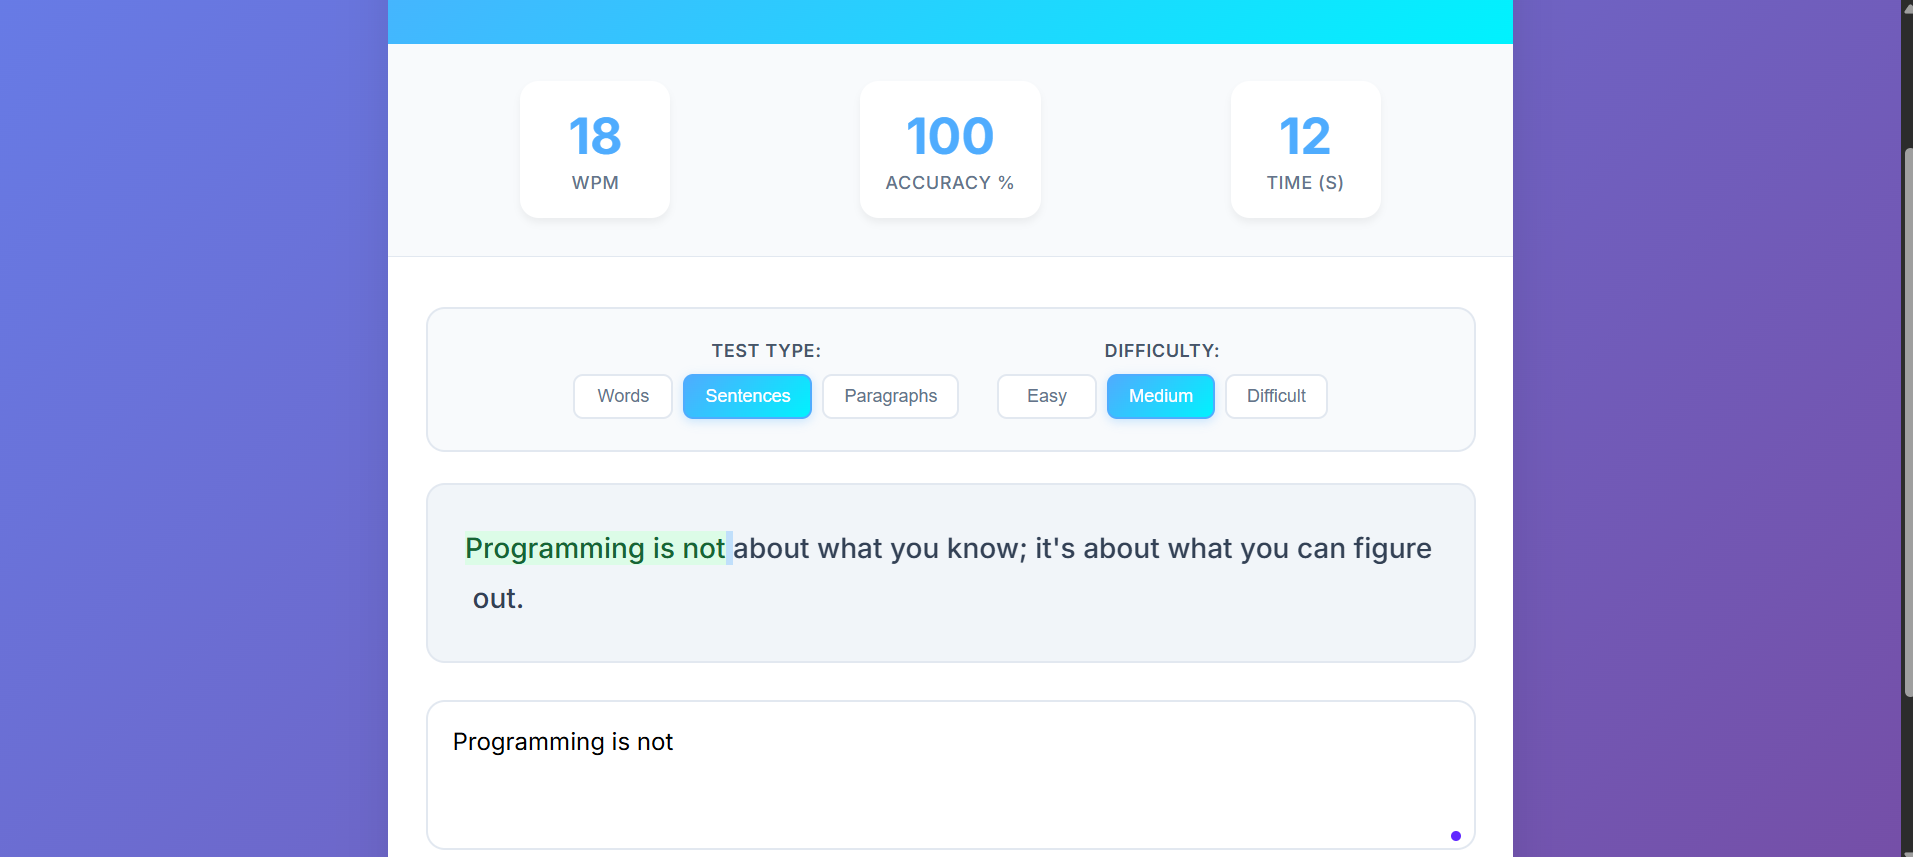 18
WPM
100
ACCURACY %
12
TIME (S)
TEST TYPE:
Words
Sentences
Paragraphs
DIFFICULTY:
Easy
Medium
Difficult
Programming is not about what you know; it's about what you can figure
out.
Programming is not